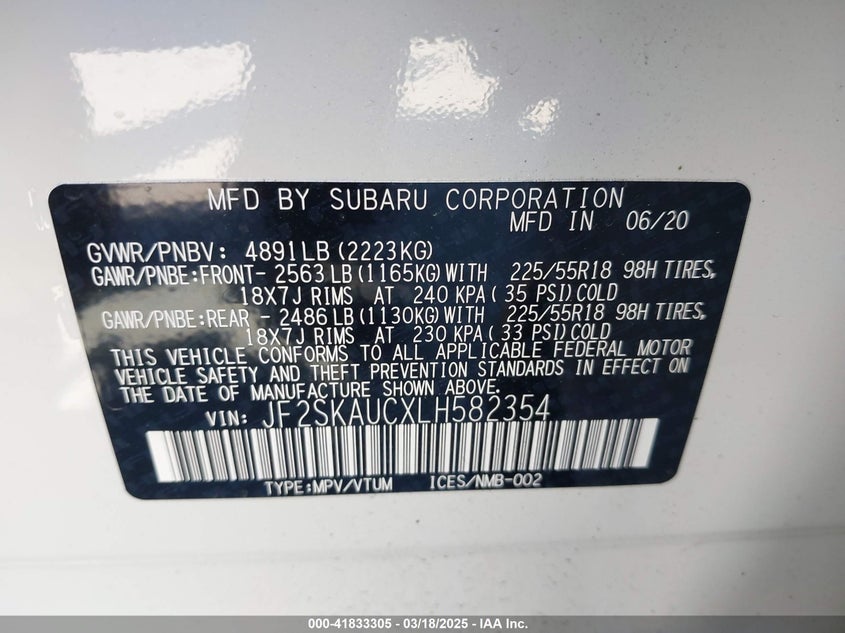 MFD BY SUBARU CORPORATION
MFD IN 06/20
GVWR/PNBV: 4891LB(2223KG)
GAWR/PNBE:FRONT- 2563LB(1165KG)WITH 225/55R18 98H TIRES,
18X7J RIMS AT 240 KPA( 35 PSI)COLD
GAWR/PNBE:REAR - 2486LB(1130KG)WITH 225/55R18 98H TIRES,
18X7J RIMS AT 230 KPA( 33 PSI)COLD
THIS VEHICLE CONFORMS TO ALL APPLICABLE FEDERAL MOTOR
VEHICLE SAFETY AND THEFT PREVENTION STANDARDS IN EFFECT ON
THE DATE OF MANUFACTURE SHOWN ABOVE.
VIN: JF2SKAUCXLH582354
TYPE:MPV/VTUM ICES/NMB-002
000-41833305 - 03/18/2025 - IAA Inc.